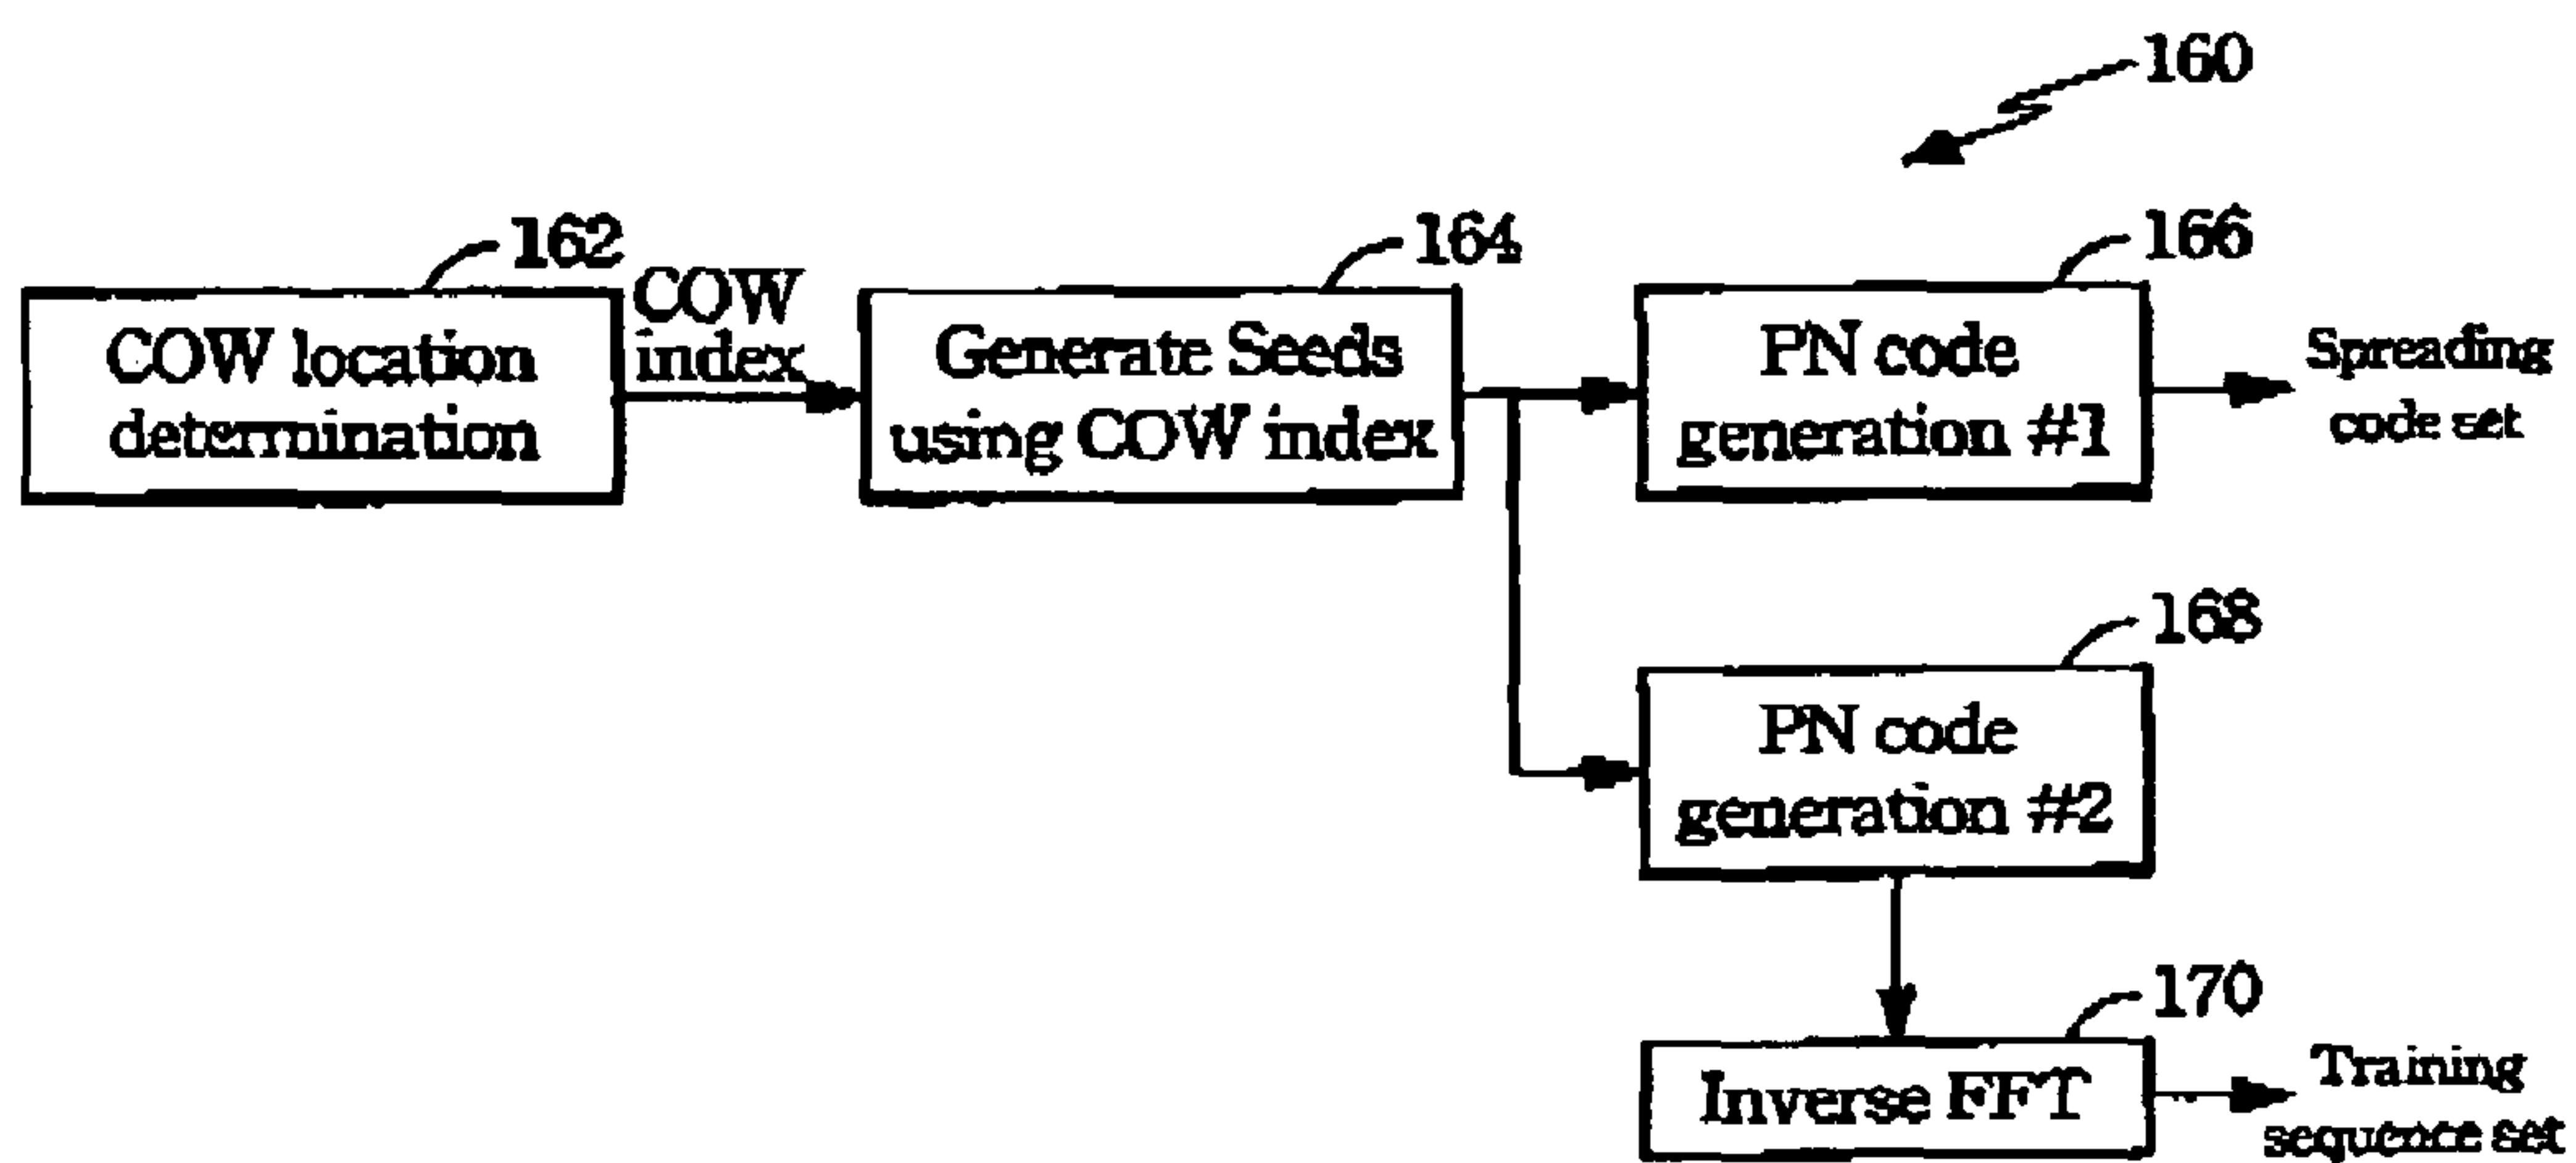 160
162
164
166
COW location
determination
COW
index
Generate Seeds
using COW index
PN code
generation #1
Spreading
code set
168
PN code
generation #2
170
Inverse FFT
Training
sequence set